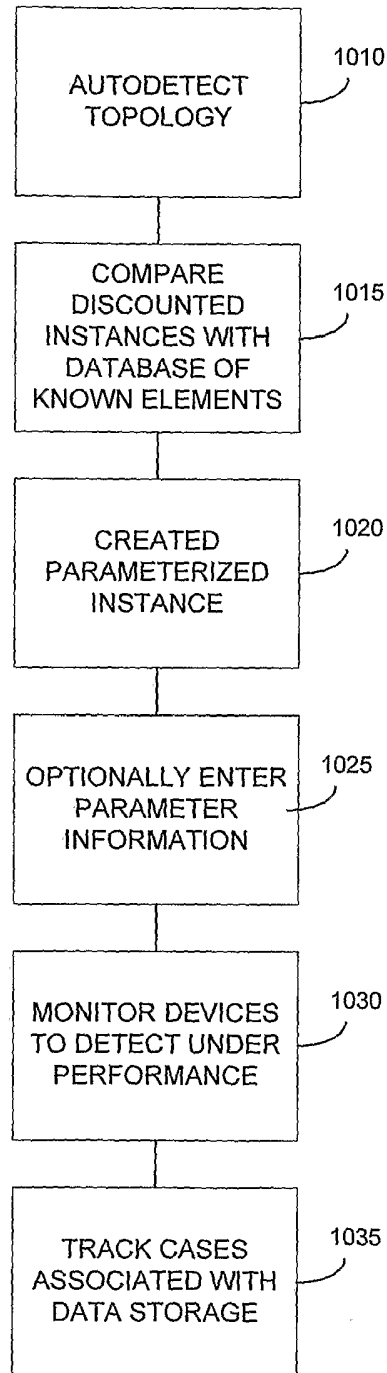 AUTODETECT
TOPOLOGY
1010
COMPARE
DISCOUNTED
INSTANCES WITH
DATABASE OF
KNOWN ELEMENTS
1015
CREATED
PARAMETERIZED
INSTANCE
1020
OPTIONALLY ENTER
PARAMETER
INFORMATION
1025
MONITOR DEVICES
TO DETECT UNDER
PERFORMANCE
1030
TRACK CASES
ASSOCIATED WITH
DATA STORAGE
1035